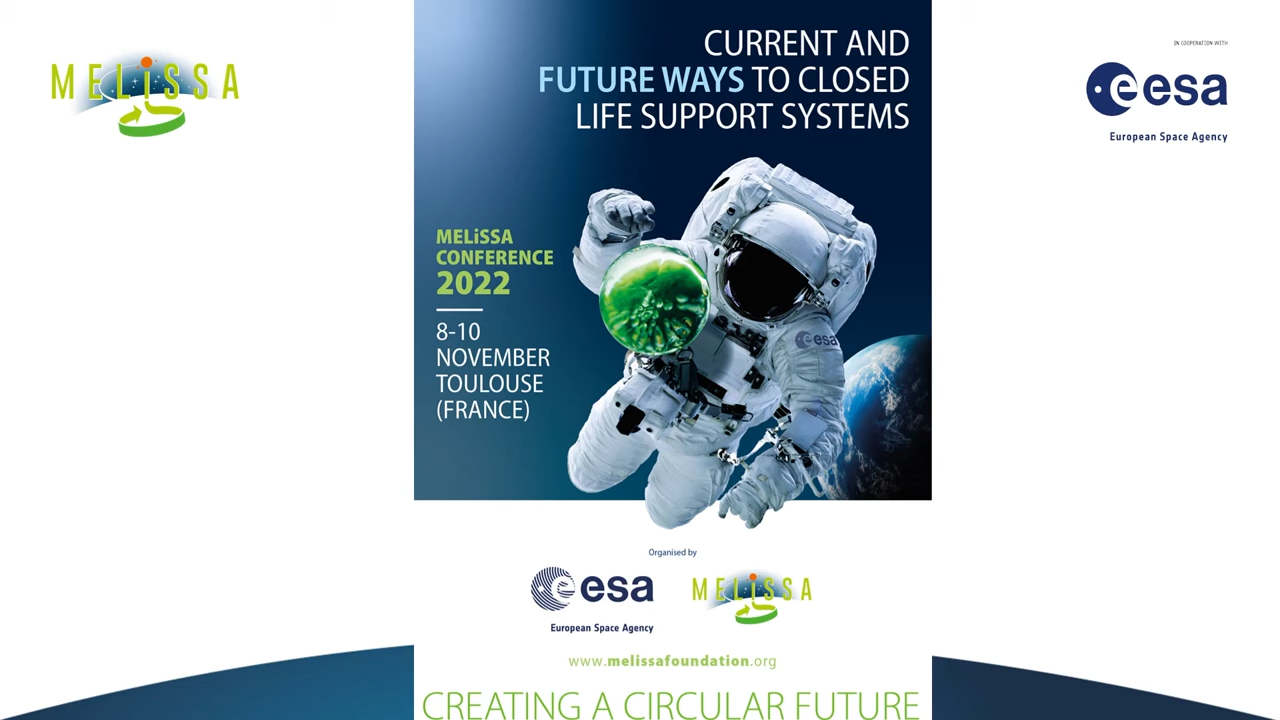 MELiSSA
IN COOPERATION WITH
esa
European Space Agency
CURRENT AND
FUTURE WAYS TO CLOSED
LIFE SUPPORT SYSTEMS
MELiSSA
CONFERENCE
2022
8-10
NOVEMBER
TOULOUSE
(FRANCE)
esa
Organised by
esa
European Space Agency
MELiSSA
www.melissafoundation.org
CREATING A CIRCULAR FUTURE